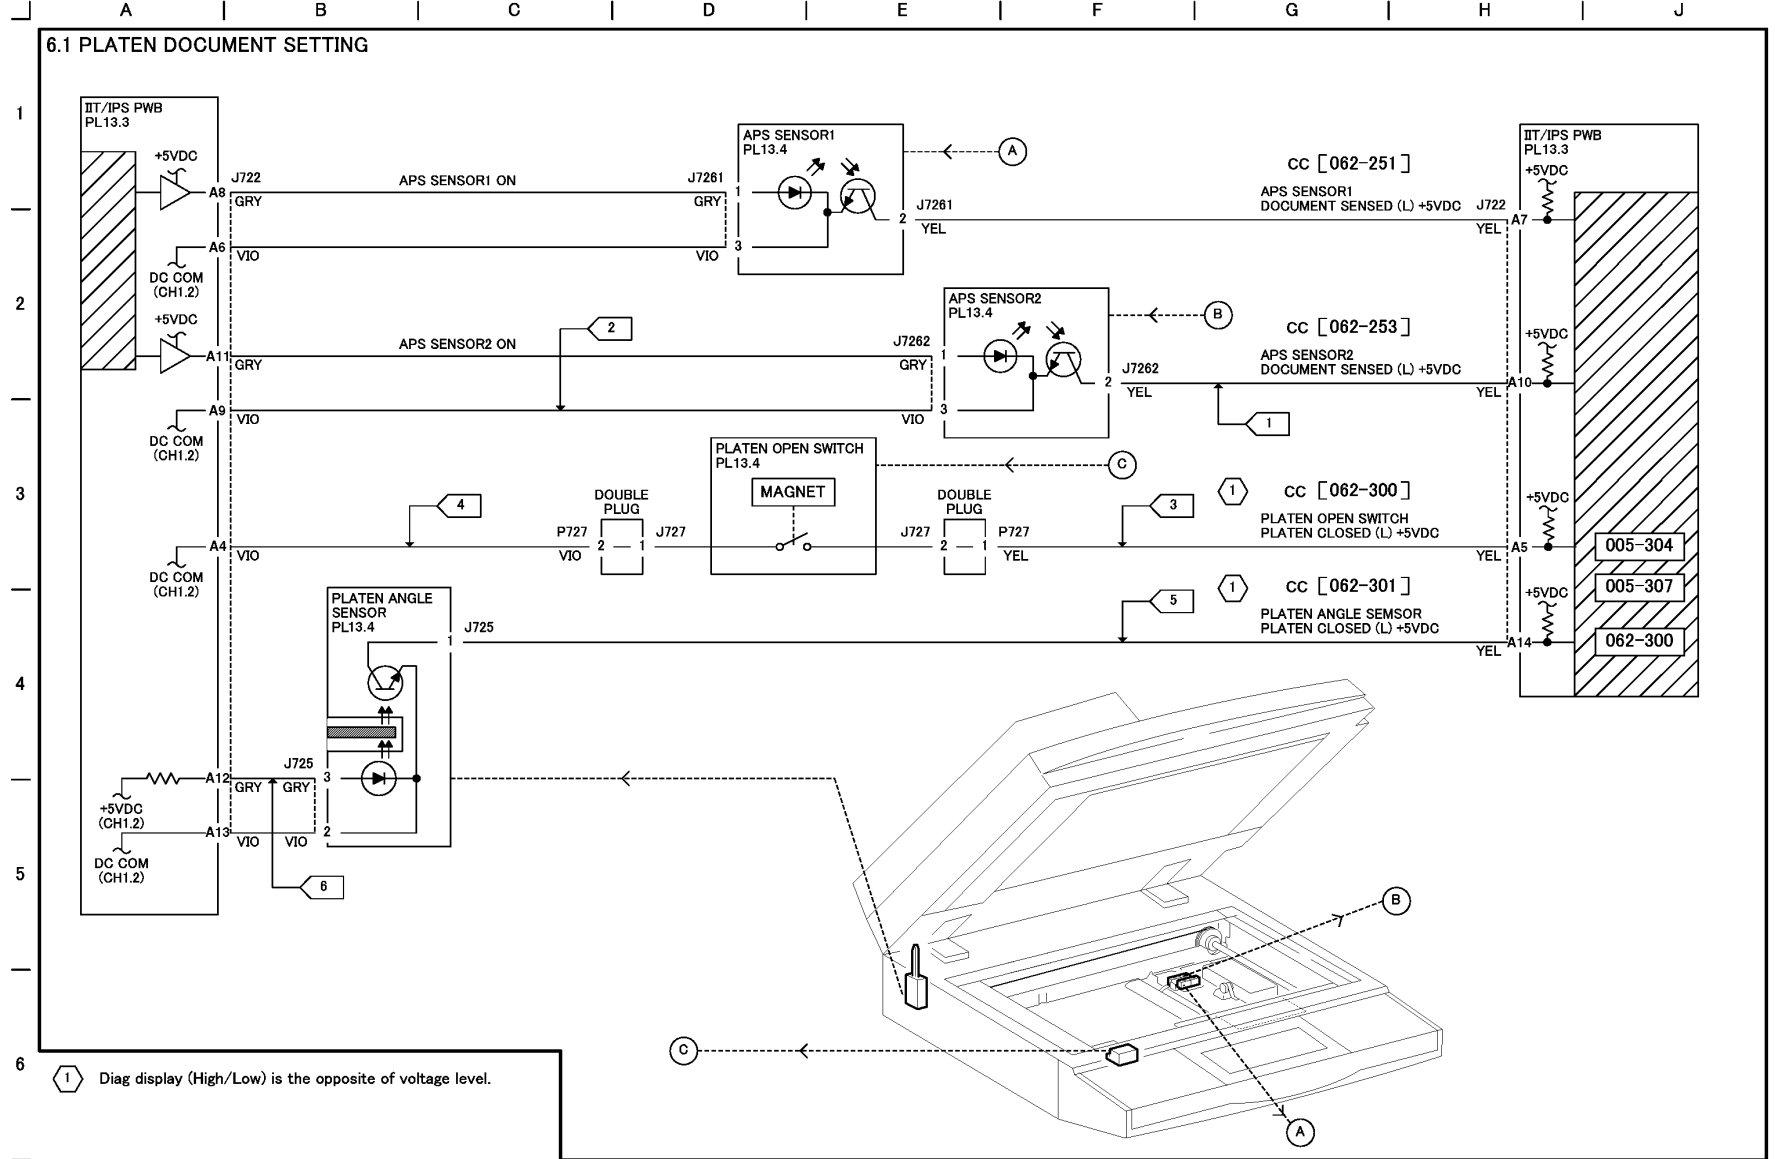 A B C D E F G H J
6.1 PLATEN DOCUMENT SETTING
1
IIT/IPS PWB
PL13.3
+5VDC
A8
J722
GRY
APS SENSOR1 ON
J7261
GRY
1
APS SENSOR1
PL13.4
A
CC [062-251]
APS SENSOR1
DOCUMENT SENSED (L) +5VDC
J7261
2
YEL
J722
YEL
A7
IIT/IPS PWB
PL13.3
+5VDC
A6
VIO
VIO
3
DC COM
(CH1.2)
2
+5VDC
A11
GRY
APS SENSOR2 ON
2
J7262
GRY
1
APS SENSOR2
PL13.4
B
CC [062-253]
APS SENSOR2
DOCUMENT SENSED (L) +5VDC
J7262
2
YEL
YEL
A10
+5VDC
A9
VIO
VIO
3
1
DC COM
(CH1.2)
3
PLATEN OPEN SWITCH
PL13.4
MAGNET
C
4
DOUBLE
PLUG
P727
VIO
2 1
J727
J727
DOUBLE
PLUG
2 1
P727
YEL
3
1
CC [062-300]
PLATEN OPEN SWITCH
PLATEN CLOSED (L) +5VDC
YEL
A5
+5VDC
005-304
A4
VIO
DC COM
(CH1.2)
005-307
PLATEN ANGLE
SENSOR
PL13.4
1
J725
5
1
CC [062-301]
PLATEN ANGLE SEMSOR
PLATEN CLOSED (L) +5VDC
YEL
A14
+5VDC
062-300
4
A12
GRY
J725
GRY
3
+5VDC
(CH1.2)
A13
VIO
VIO
2
DC COM
(CH1.2)
5
6
B
C
A
6
1 Diag display (High/Low) is the opposite of voltage level.